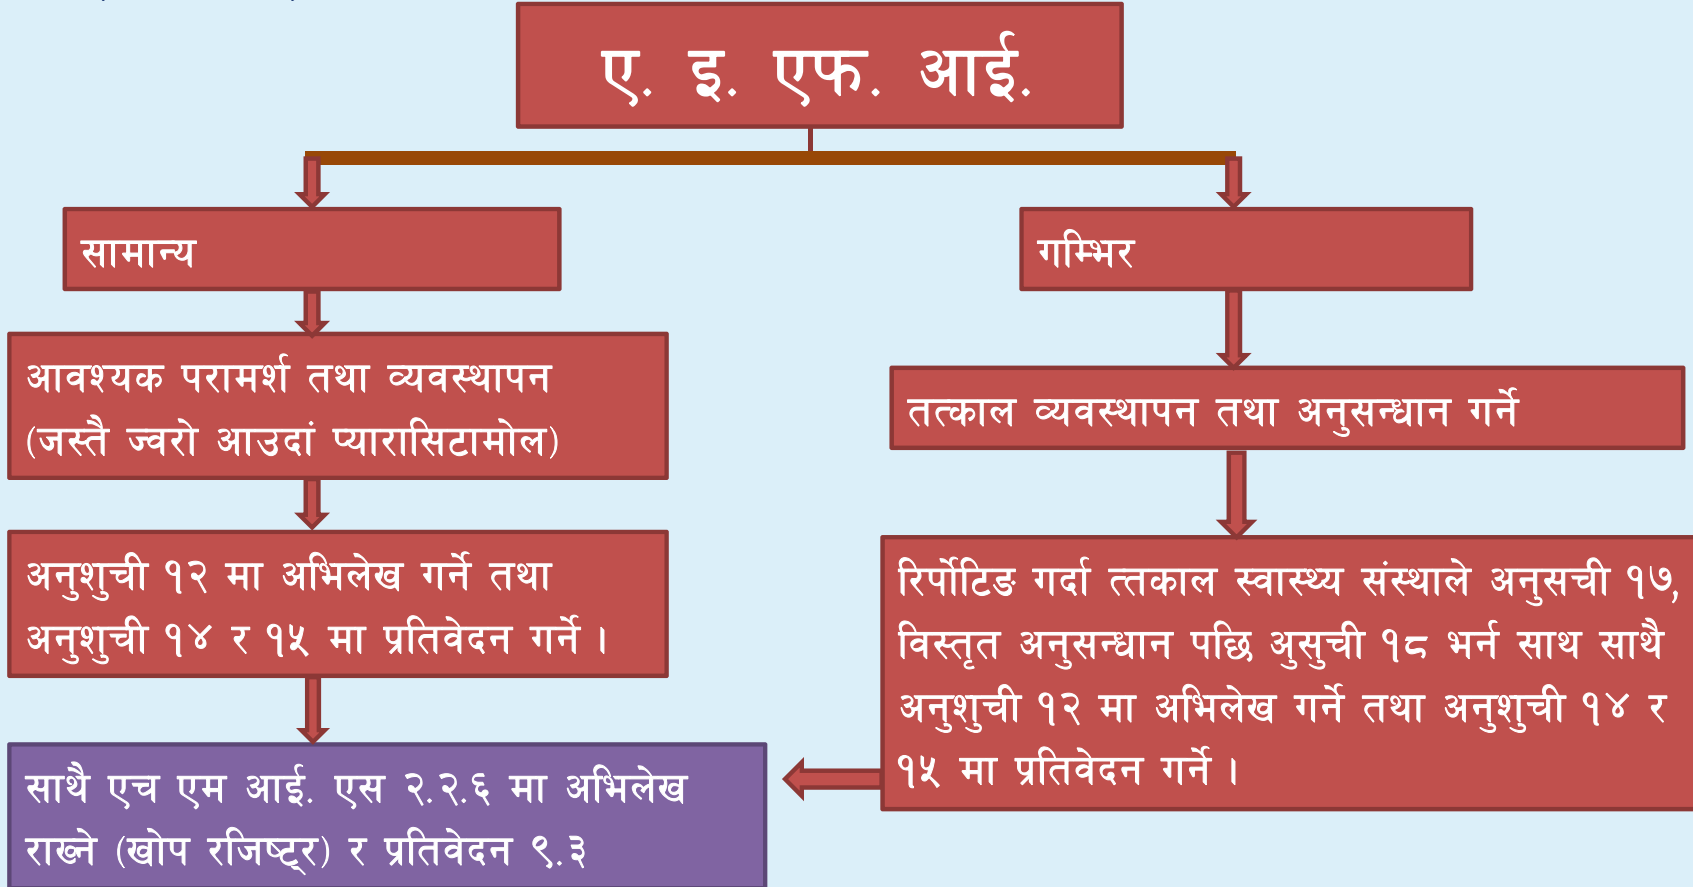 ए. इ. एफ. आई.
सामान्य
गम्भिर
आवश्यक परामर्श तथा व्यवस्थापन
(जस्तै ज्वरो आउदां प्यारासिटामोल)
तत्काल व्यवस्थापन तथा अनुसन्धान गर्ने
अनुशुची १२ मा अभिलेख गर्ने तथा
अनुशुची १४ र १५ मा प्रतिवेदन गर्ने ।
रिर्पोटिङ गर्दा त्तकाल स्वास्थ्य संस्थाले अनुसची १७,
विस्तृत अनुसन्धान पछि अुसुची १८ भर्न साथ साथै
अनुशुची १२ मा अभिलेख गर्ने तथा अनुशुची १४ र
१५ मा प्रतिवेदन गर्ने ।
साथै एच एम आई. एस २.२.६ मा अभिलेख
राख्ने (खोप रजिष्ट्र) र प्रतिवेदन ९.३